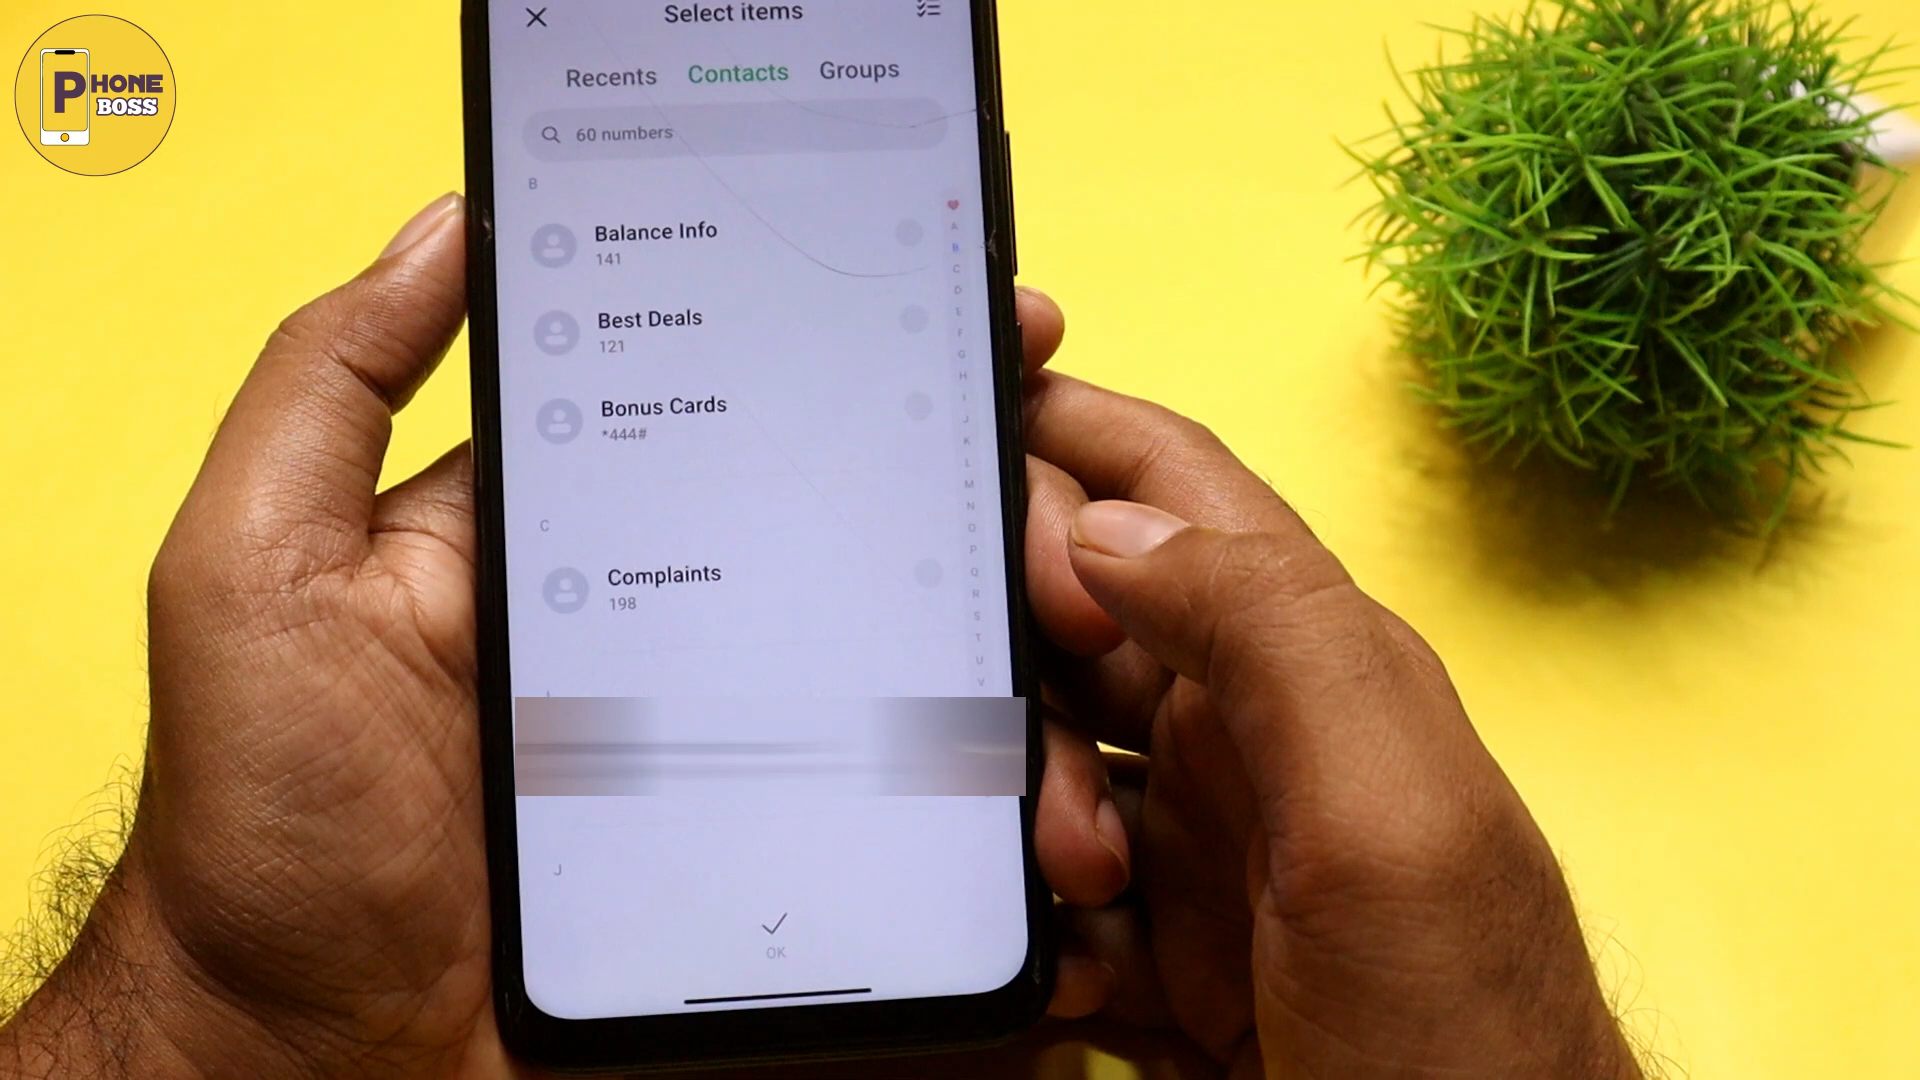 PHONE
BOSS
Select items
Recents Contacts Groups
60 numbers
B
Balance Info
141
Best Deals
121
Bonus Cards
*444#
C
Complaints
198
J
OK
A
B
C
D
E
F
G
H
I
J
K
L
M
N
O
P
Q
R
S
T
U
V